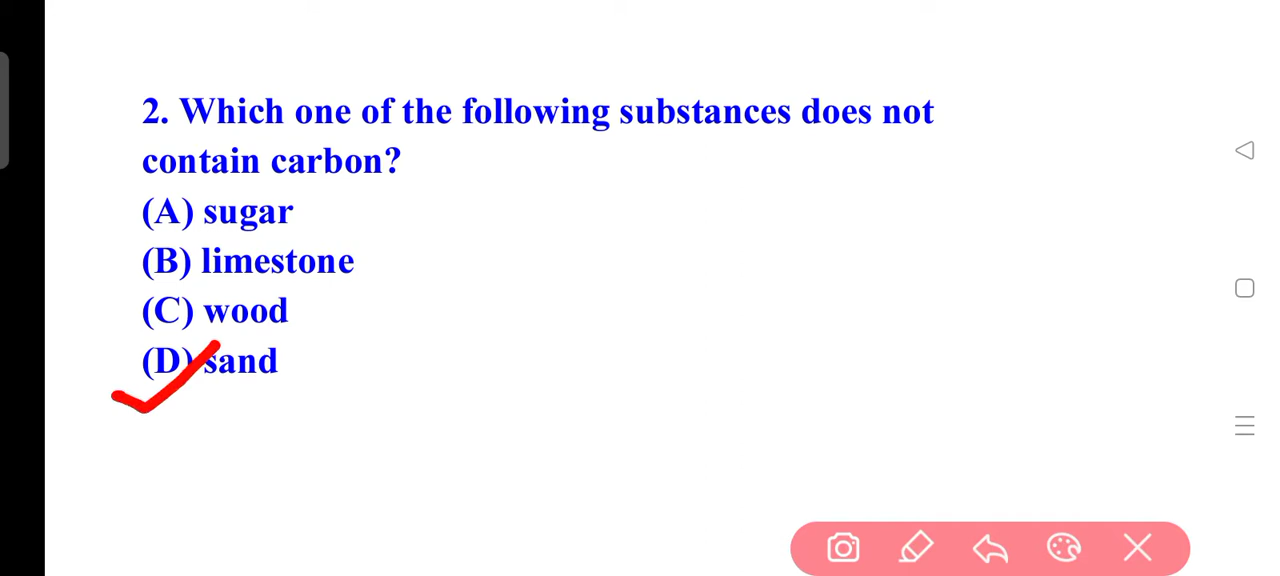 2. Which one of the following substances does not
contain carbon?
(A) sugar
(B) limestone
(C) wood
(D) sand